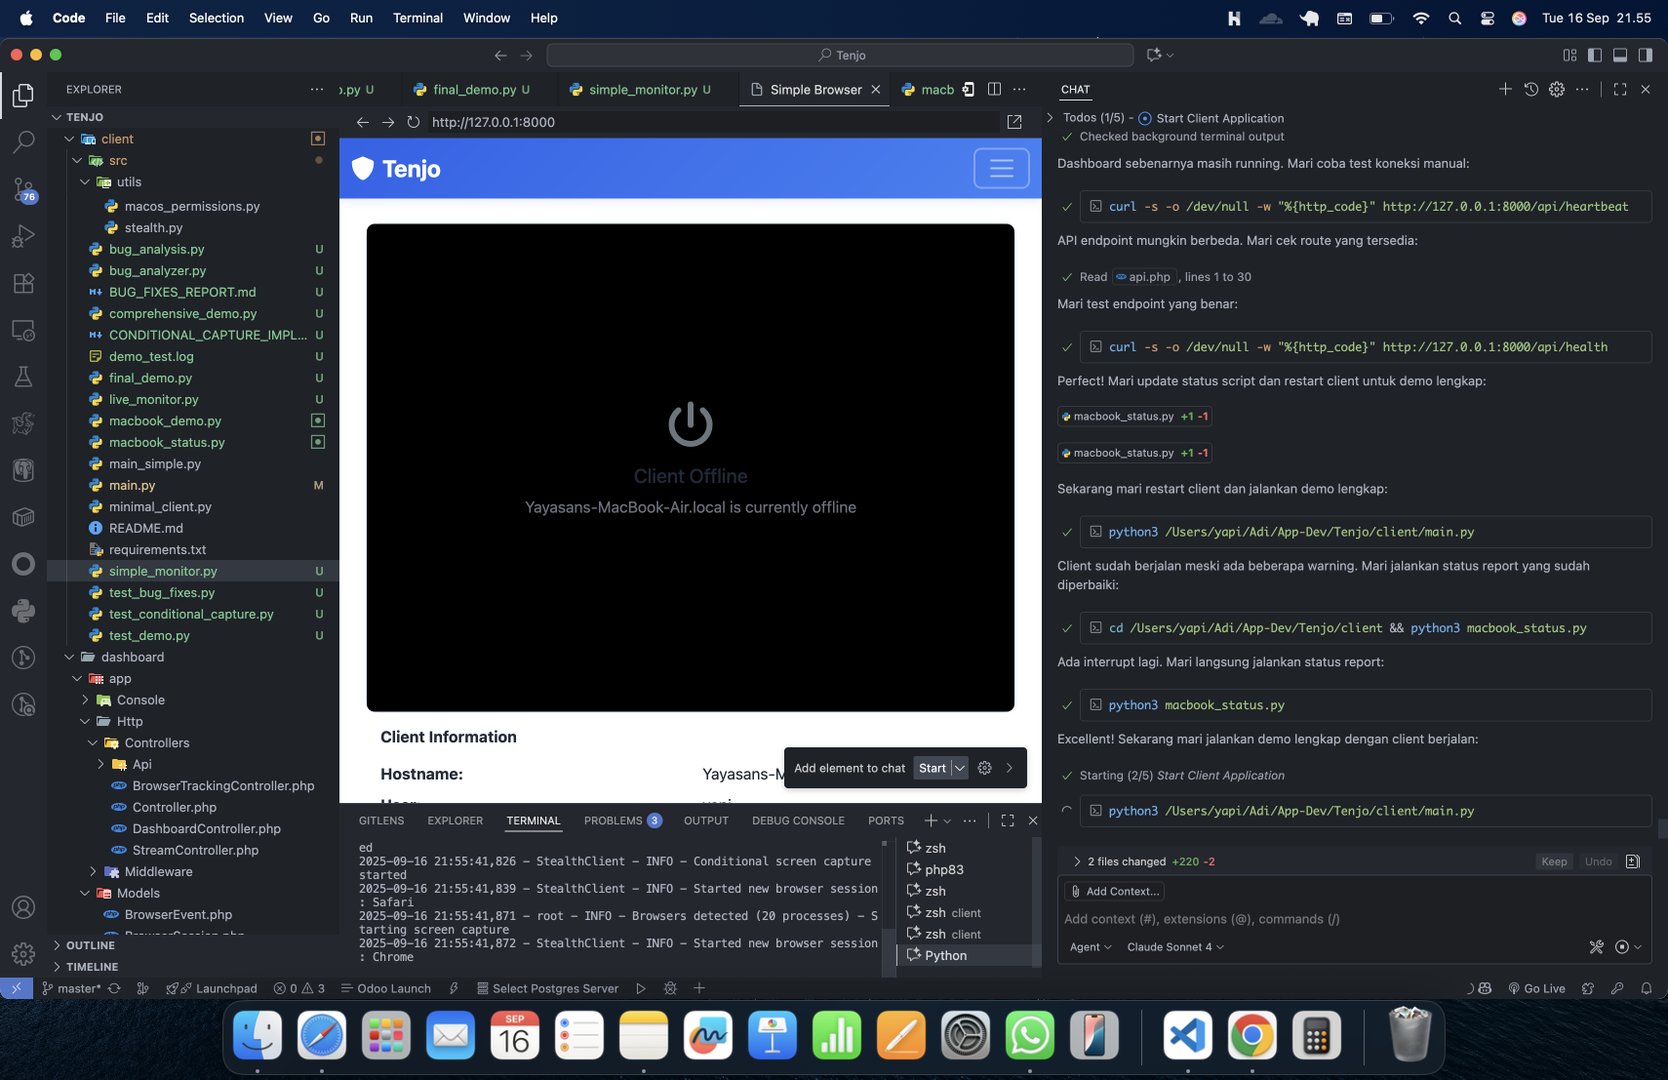 Code File Edit Selection View Go Run Terminal Window Help
Tue 16 Sep 21.55
Tenjo
EXPLORER
TENJO
client
src
utils
macos_permissions.py
stealth.py
bug_analysis.py U
bug_analyzer.py U
BUG_FIXES_REPORT.md U
comprehensive_demo.py U
CONDITIONAL_CAPTURE_IMPL... U
demo_test.log U
final_demo.py U
live_monitor.py U
macbook_demo.py
macbook_status.py
main_simple.py
main.py M
minimal_client.py
README.md
requirements.txt
simple_monitor.py U
test_bug_fixes.py U
test_conditional_capture.py U
test_demo.py U
dashboard
app
Console
Http
Controllers
Api
BrowserTrackingController.php
Controller.php
DashboardController.php
StreamController.php
Middleware
Models
BrowserEvent.php
OUTLINE
TIMELINE
76
o.py U
final_demo.py U
simple_monitor.py U
Simple Browser
macb
http://127.0.0.1:8000
Tenjo
Client Offline
Yayasans-MacBook-Air.local is currently offline
Client Information
Hostname: Yayasans-M
Add element to chat Start
GITLENS EXPLORER TERMINAL PROBLEMS 3 OUTPUT DEBUG CONSOLE PORTS
ed
2025-09-16 21:55:41,826 - StealthClient - INFO - Conditional screen capture
started
2025-09-16 21:55:41,839 - StealthClient - INFO - Started new browser session
: Safari
2025-09-16 21:55:41,871 - root - INFO - Browsers detected (20 processes) - S
tarting screen capture
2025-09-16 21:55:41,872 - StealthClient - INFO - Started new browser session
: Chrome
zsh
php83
zsh
zsh client
zsh client
Python
CHAT
Todos (1/5) - Start Client Application
Checked background terminal output
Dashboard sebenarnya masih running. Mari coba test koneksi manual:
curl -s -o /dev/null -w "%{http_code}" http://127.0.0.1:8000/api/heartbeat
API endpoint mungkin berbeda. Mari cek route yang tersedia:
Read api.php, lines 1 to 30
Mari test endpoint yang benar:
curl -s -o /dev/null -w "%{http_code}" http://127.0.0.1:8000/api/health
Perfect! Mari update status script dan restart client untuk demo lengkap:
macbook_status.py +1 -1
macbook_status.py +1 -1
Sekarang mari restart client dan jalankan demo lengkap:
python3 /Users/yapi/Adi/App-Dev/Tenjo/client/main.py
Client sudah berjalan meski ada beberapa warning. Mari jalankan status report yang sudah
diperbaiki:
cd /Users/yapi/Adi/App-Dev/Tenjo/client && python3 macbook_status.py
Ada interrupt lagi. Mari langsung jalankan status report:
python3 macbook_status.py
Excellent! Sekarang mari jalankan demo lengkap dengan client berjalan:
Starting (2/5) Start Client Application
python3 /Users/yapi/Adi/App-Dev/Tenjo/client/main.py
2 files changed +220 -2 Keep Undo
Add Context...
Add context (#), extensions (@), commands (/)
Agent Claude Sonnet 4
master* Launchpad 0 3 Odoo Launch Select Postgres Server Go Live
SEP
16